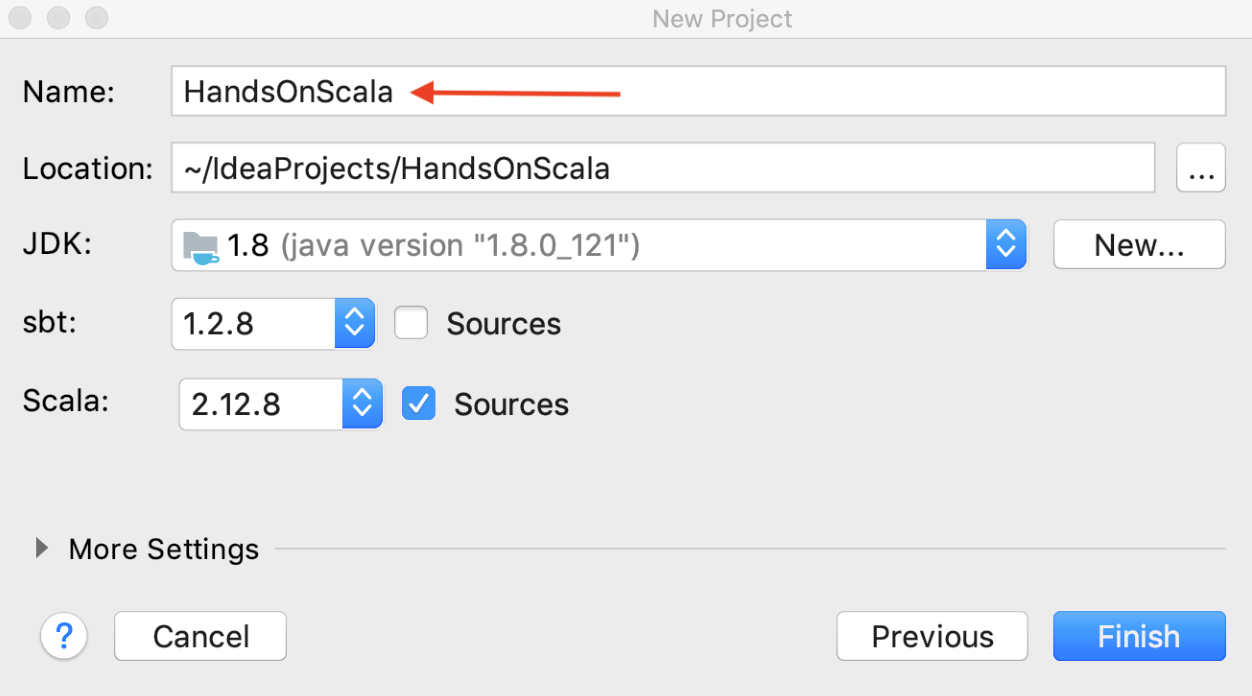 New Project
Name: HandsOnScala
Location: ~/IdeaProjects/HandsOnScala ...
JDK: 1.8 (java version "1.8.0_121") New...
sbt: 1.2.8 Sources
Scala: 2.12.8 Sources
More Settings
? Cancel Previous Finish